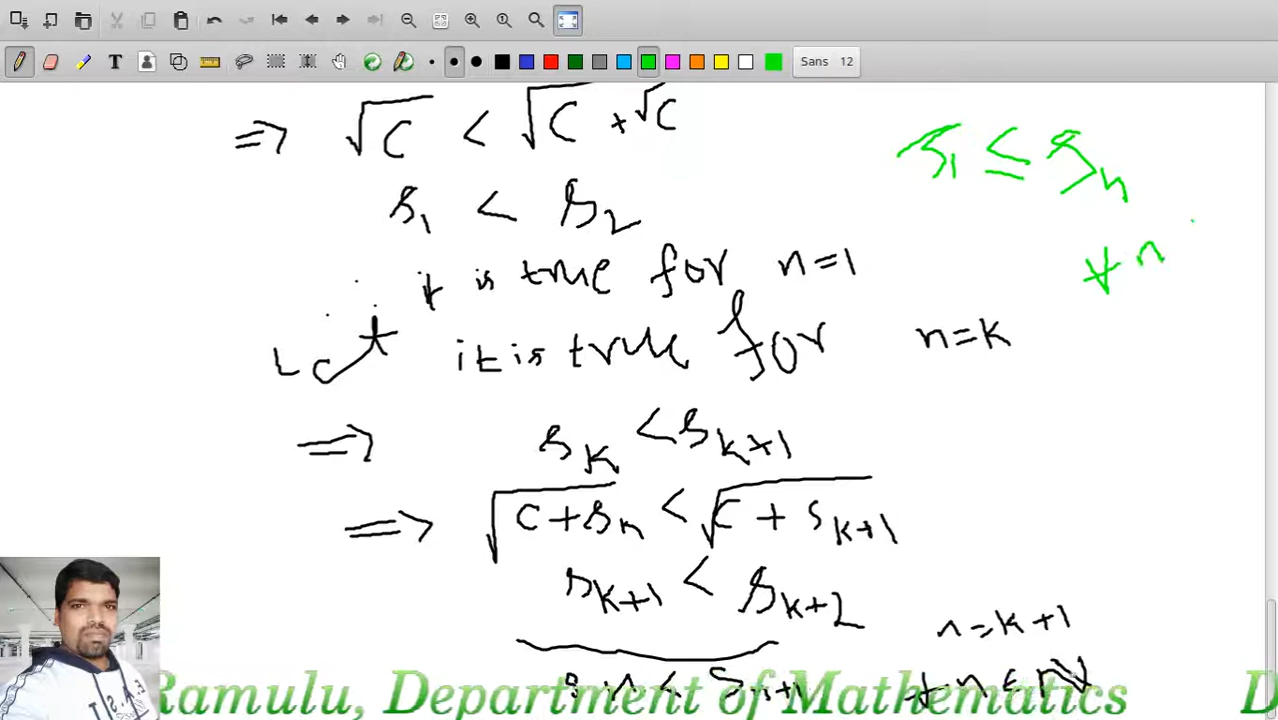 Sans 12
⇒ √C < √C + √C
s₁ ≤ sₙ
s₁ < s₂
∀ n
it is true for n=1
Let it is true for n=k
⇒ sₖ < sₖ₊₁
⇒ √C+sₙ < √C + sₖ₊₁
sₖ₊₁ < sₖ₊₂
n=k+1
sₙ < sₙ₊₁ ∀ n ∈ N
Ramulu, Department of Mathematics D